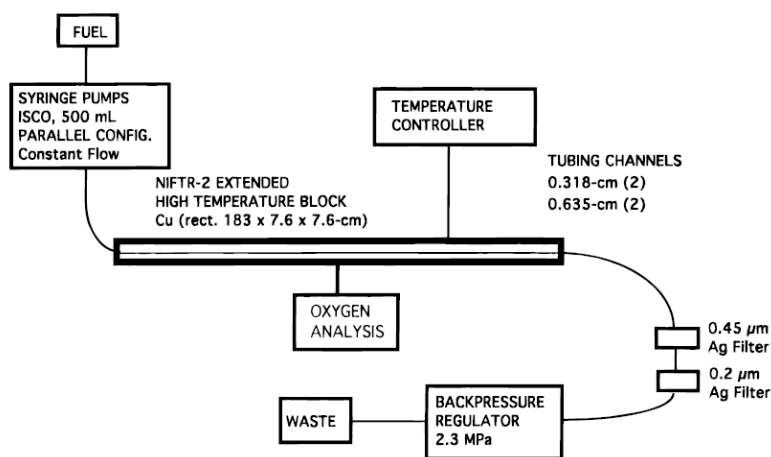 FUEL
SYRINGE PUMPS
ISCO, 500 mL
PARALLEL CONFIG.
Constant Flow
TEMPERATURE
CONTROLLER
TUBING CHANNELS
0.318-cm (2)
0.635-cm (2)
NIFTR-2 EXTENDED
HIGH TEMPERATURE BLOCK
Cu (rect. 183 x 7.6 x 7.6-cm)
OXYGEN
ANALYSIS
0.45 µm
Ag Filter
0.2 µm
Ag Filter
BACKPRESSURE
REGULATOR
2.3 MPa
WASTE